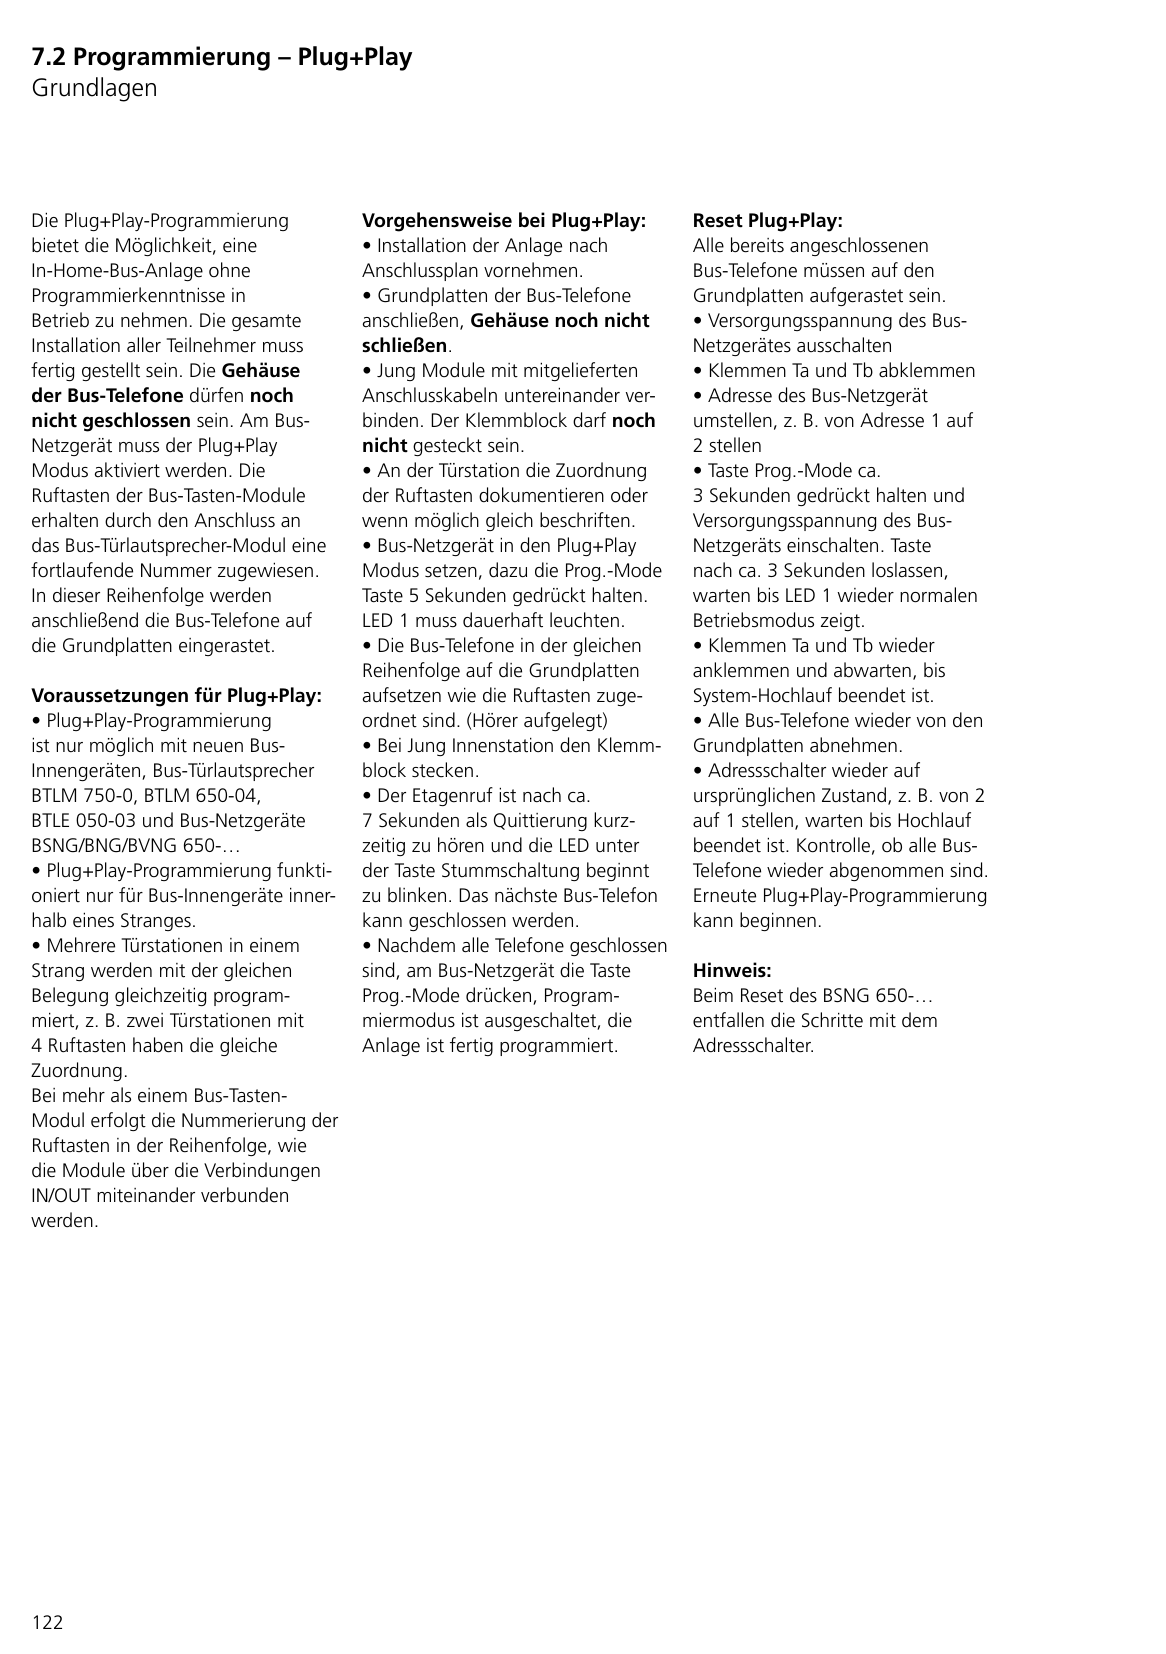 7.2 Programmierung – Plug+Play
Grundlagen
Die Plug+Play-Programmierung
bietet die Möglichkeit, eine
In-Home-Bus-Anlage ohne
Programmierkenntnisse in
Betrieb zu nehmen. Die gesamte
Installation aller Teilnehmer muss
fertig gestellt sein. Die Gehäuse
der Bus-Telefone dürfen noch
nicht geschlossen sein. Am Bus-
Netzgerät muss der Plug+Play
Modus aktiviert werden. Die
Ruftasten der Bus-Tasten-Module
erhalten durch den Anschluss an
das Bus-Türlautsprecher-Modul eine
fortlaufende Nummer zugewiesen.
In dieser Reihenfolge werden
anschließend die Bus-Telefone auf
die Grundplatten eingerastet.
Voraussetzungen für Plug+Play:
• Plug+Play-Programmierung
ist nur möglich mit neuen Bus-
Innengeräten, Bus-Türlautsprecher
BTLM 750-0, BTLM 650-04,
BTLE 050-03 und Bus-Netzgeräte
BSNG/BNG/BVNG 650-…
• Plug+Play-Programmierung funkti-
oniert nur für Bus-Innengeräte inner-
halb eines Stranges.
• Mehrere Türstationen in einem
Strang werden mit der gleichen
Belegung gleichzeitig program-
miert, z. B. zwei Türstationen mit
4 Ruftasten haben die gleiche
Zuordnung.
Bei mehr als einem Bus-Tasten-
Modul erfolgt die Nummerierung der
Ruftasten in der Reihenfolge, wie
die Module über die Verbindungen
IN/OUT miteinander verbunden
werden.
Vorgehensweise bei Plug+Play:
• Installation der Anlage nach
Anschlussplan vornehmen.
• Grundplatten der Bus-Telefone
anschließen, Gehäuse noch nicht
schließen.
• Jung Module mit mitgelieferten
Anschlusskabeln untereinander ver-
binden. Der Klemmblock darf noch
nicht gesteckt sein.
• An der Türstation die Zuordnung
der Ruftasten dokumentieren oder
wenn möglich gleich beschriften.
• Bus-Netzgerät in den Plug+Play
Modus setzen, dazu die Prog.-Mode
Taste 5 Sekunden gedrückt halten.
LED 1 muss dauerhaft leuchten.
• Die Bus-Telefone in der gleichen
Reihenfolge auf die Grundplatten
aufsetzen wie die Ruftasten zuge-
ordnet sind. (Hörer aufgelegt)
• Bei Jung Innenstation den Klemm-
block stecken.
• Der Etagenruf ist nach ca.
7 Sekunden als Quittierung kurz-
zeitig zu hören und die LED unter
der Taste Stummschaltung beginnt
zu blinken. Das nächste Bus-Telefon
kann geschlossen werden.
• Nachdem alle Telefone geschlossen
sind, am Bus-Netzgerät die Taste
Prog.-Mode drücken, Program-
miermodus ist ausgeschaltet, die
Anlage ist fertig programmiert.
Reset Plug+Play:
Alle bereits angeschlossenen
Bus-Telefone müssen auf den
Grundplatten aufgerastet sein.
• Versorgungsspannung des Bus-
Netzgerätes ausschalten
• Klemmen Ta und Tb abklemmen
• Adresse des Bus-Netzgerät
umstellen, z. B. von Adresse 1 auf
2 stellen
• Taste Prog.-Mode ca.
3 Sekunden gedrückt halten und
Versorgungsspannung des Bus-
Netzgeräts einschalten. Taste
nach ca. 3 Sekunden loslassen,
warten bis LED 1 wieder normalen
Betriebsmodus zeigt.
• Klemmen Ta und Tb wieder
anklemmen und abwarten, bis
System-Hochlauf beendet ist.
• Alle Bus-Telefone wieder von den
Grundplatten abnehmen.
• Adressschalter wieder auf
ursprünglichen Zustand, z. B. von 2
auf 1 stellen, warten bis Hochlauf
beendet ist. Kontrolle, ob alle Bus-
Telefone wieder abgenommen sind.
Erneute Plug+Play-Programmierung
kann beginnen.
Hinweis:
Beim Reset des BSNG 650-…
entfallen die Schritte mit dem
Adressschalter.
122